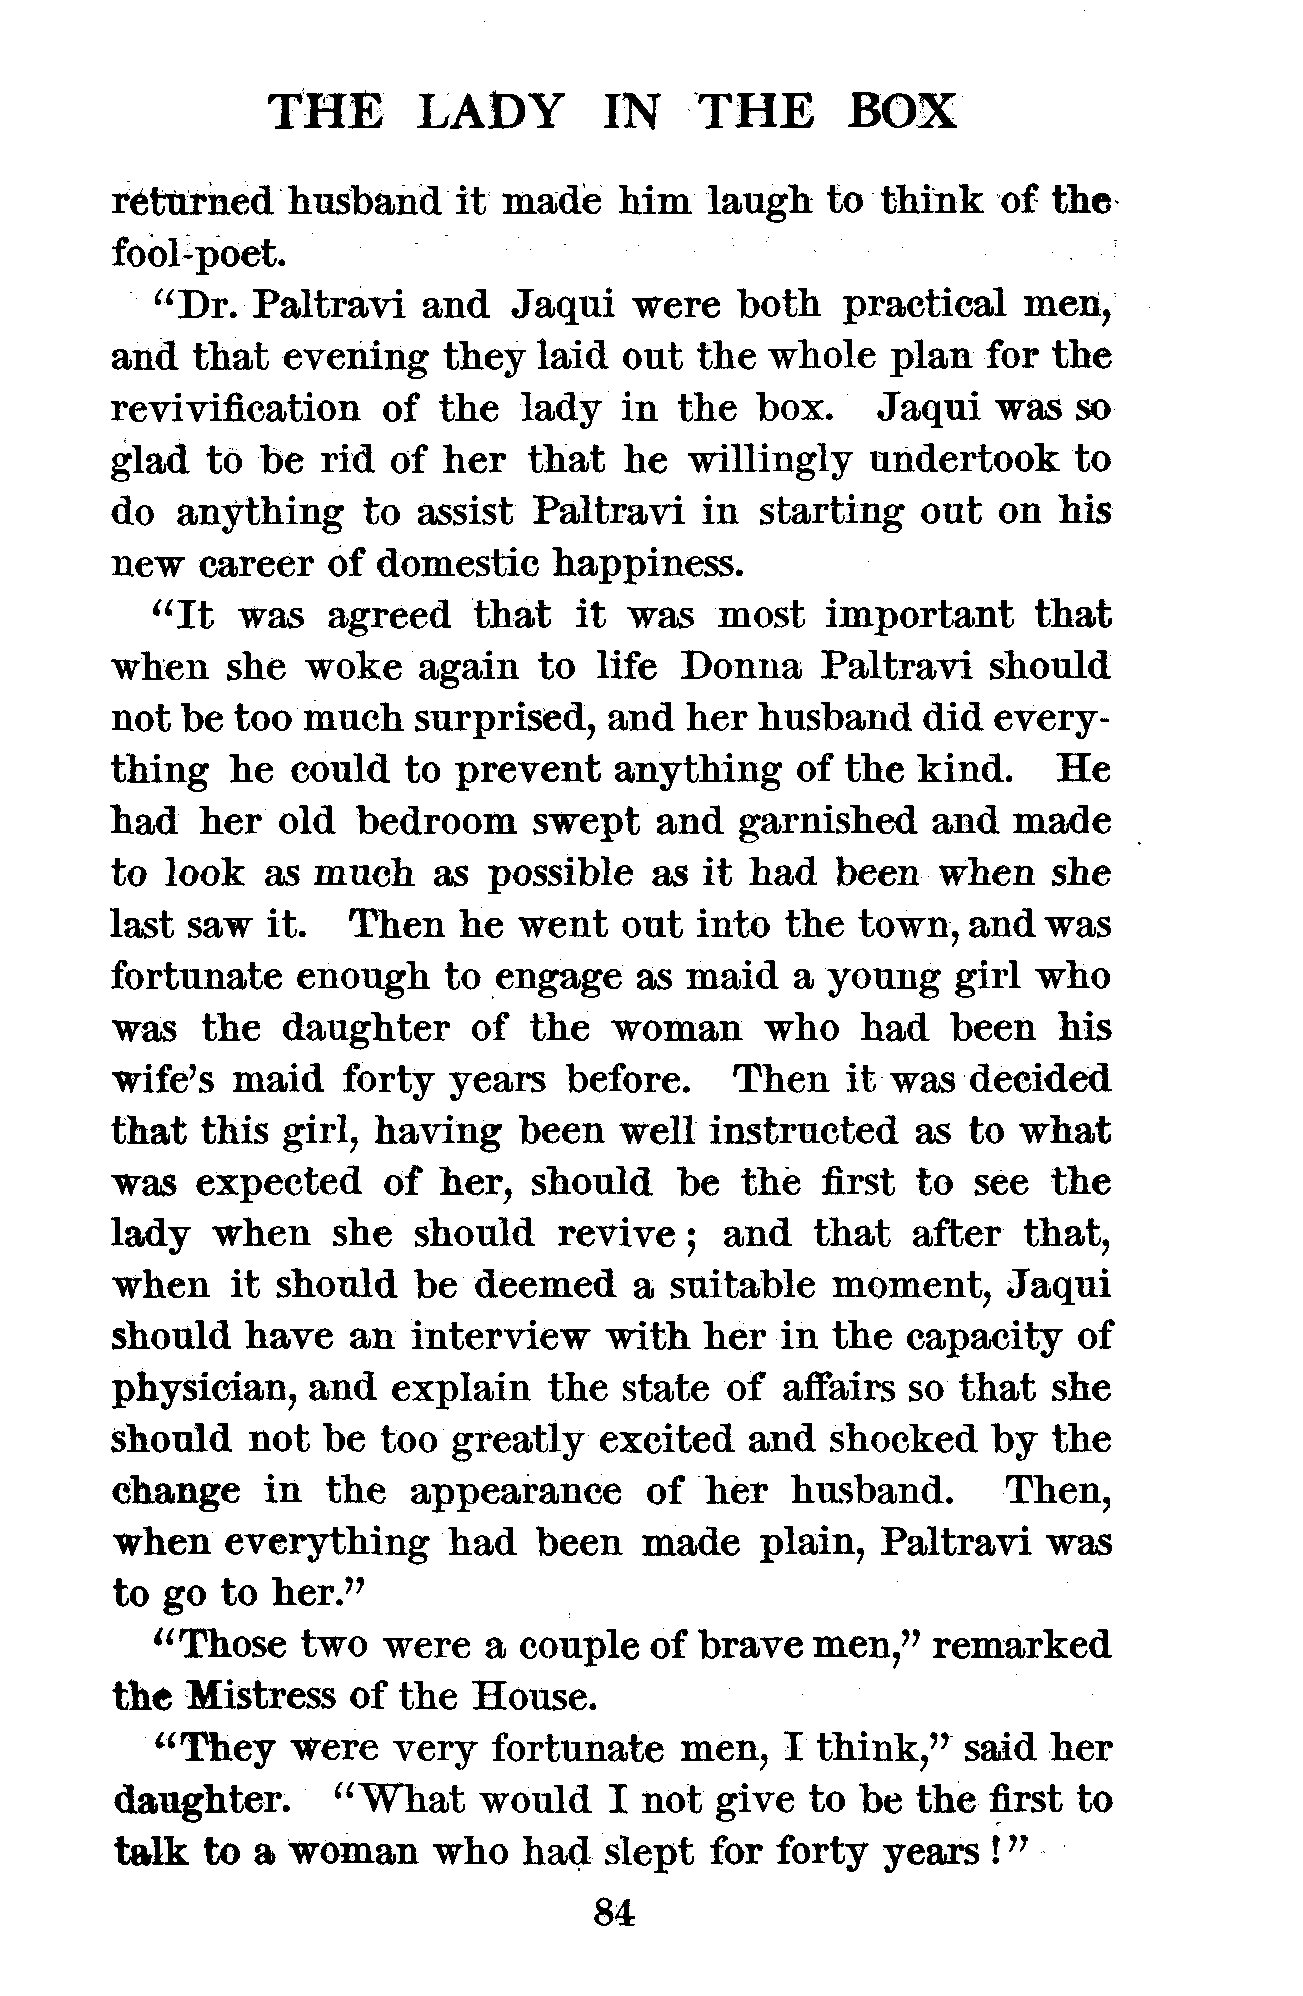 THE LADY IN THE BOX
returned husband it made him laugh to think of the
fool-poet.
"Dr. Paltravi and Jaqui were both practical men,
and that evening they laid out the whole plan for the
revivification of the lady in the box. Jaqui was so
glad to be rid of her that he willingly undertook to
do anything to assist Paltravi in starting out on his
new career of domestic happiness.
"It was agreed that it was most important that
when she woke again to life Donna Paltravi should
not be too much surprised, and her husband did every-
thing he could to prevent anything of the kind. He
had her old bedroom swept and garnished and made
to look as much as possible as it had been when she
last saw it. Then he went out into the town, and was
fortunate enough to engage as maid a young girl who
was the daughter of the woman who had been his
wife's maid forty years before. Then it was decided
that this girl, having been well instructed as to what
was expected of her, should be the first to see the
lady when she should revive; and that after that,
when it should be deemed a suitable moment, Jaqui
should have an interview with her in the capacity of
physician, and explain the state of affairs so that she
should not be too greatly excited and shocked by the
change in the appearance of her husband. Then,
when everything had been made plain, Paltravi was
to go to her."
"Those two were a couple of brave men," remarked
the Mistress of the House.
"They were very fortunate men, I think," said her
daughter. "What would I not give to be the first to
talk to a woman who had slept for forty years!"
84